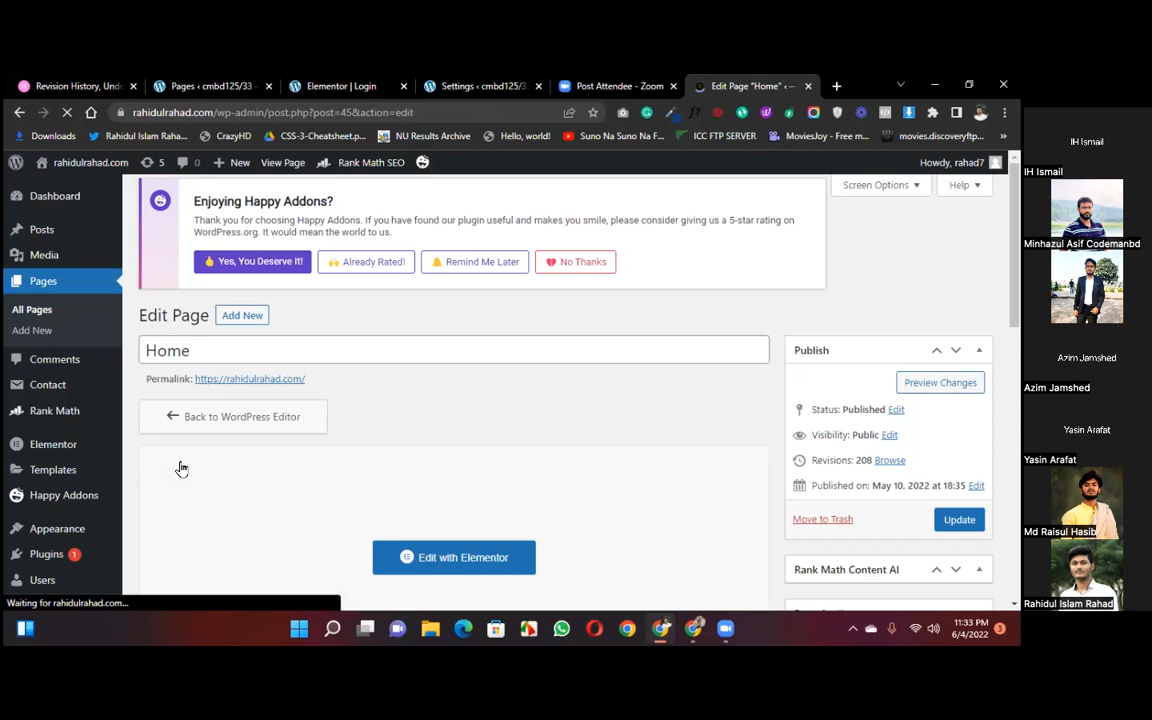 Revision History, Und
Pages ‹ cmbd125/33 –
Elementor | Login
Settings ‹ cmbd125/3
Post Attendee - Zoom
Edit Page "Home" ‹
rahidulrahad.com/wp-admin/post.php?post=45&action=edit
Downloads
Rahidul Islam Raha...
CrazyHD
CSS-3-Cheatsheet.p...
NU Results Archive
Hello, world!
Suno Na Suno Na F...
ICC FTP SERVER
MoviesJoy - Free m...
movies.discoveryftp...
rahidulrahad.com
5
0
New
View Page
Rank Math SEO
Howdy, rahad7
Screen Options
Help
Dashboard
Posts
Media
Pages
All Pages
Add New
Comments
Contact
Rank Math
Elementor
Templates
Happy Addons
Appearance
Plugins 1
Users
Enjoying Happy Addons?
Thank you for choosing Happy Addons. If you have found our plugin useful and makes you smile, please consider giving us a 5-star rating on
WordPress.org. It would mean the world to us.
Yes, You Deserve It!
Already Rated!
Remind Me Later
No Thanks
Edit Page
Add New
Home
Permalink: https://rahidulrahad.com/
Back to WordPress Editor
Edit with Elementor
Publish
Preview Changes
Status: Published Edit
Visibility: Public Edit
Revisions: 208 Browse
Published on: May 10, 2022 at 18:35 Edit
Move to Trash
Update
Rank Math Content AI
Waiting for rahidulrahad.com...
11:33 PM
6/4/2022
3
IH Ismail
IH Ismail
Minhazul Asif Codemanbd
Azim Jamshed
Azim Jamshed
Yasin Arafat
Yasin Arafat
Md Raisul Hasib
Rahidul Islam Rahad